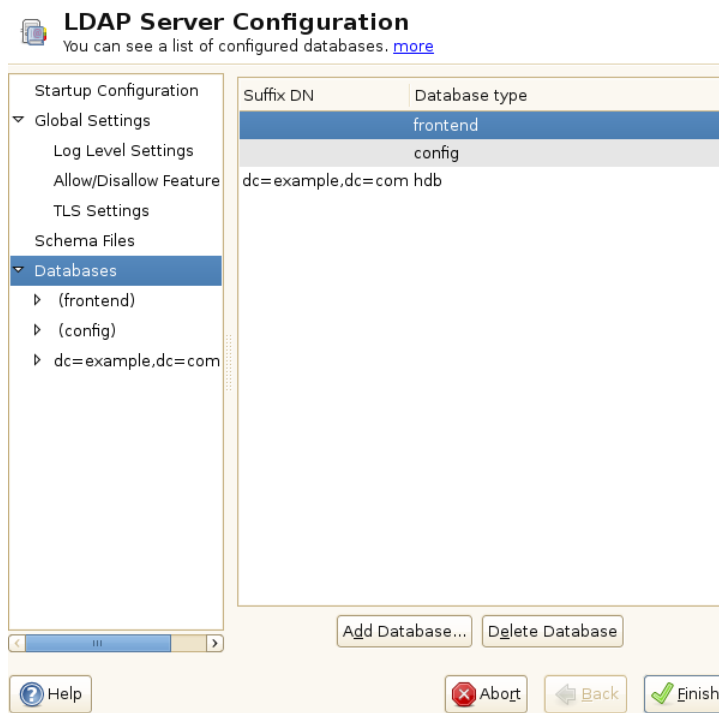 LDAP Server Configuration
You can see a list of configured databases. more
Startup Configuration
Global Settings
Log Level Settings
Allow/Disallow Feature
TLS Settings
Schema Files
Databases
(frontend)
(config)
dc=example,dc=com
Suffix DN Database type
frontend
config
dc=example,dc=com hdb
Add Database... Delete Database
Help Abort Back Finish